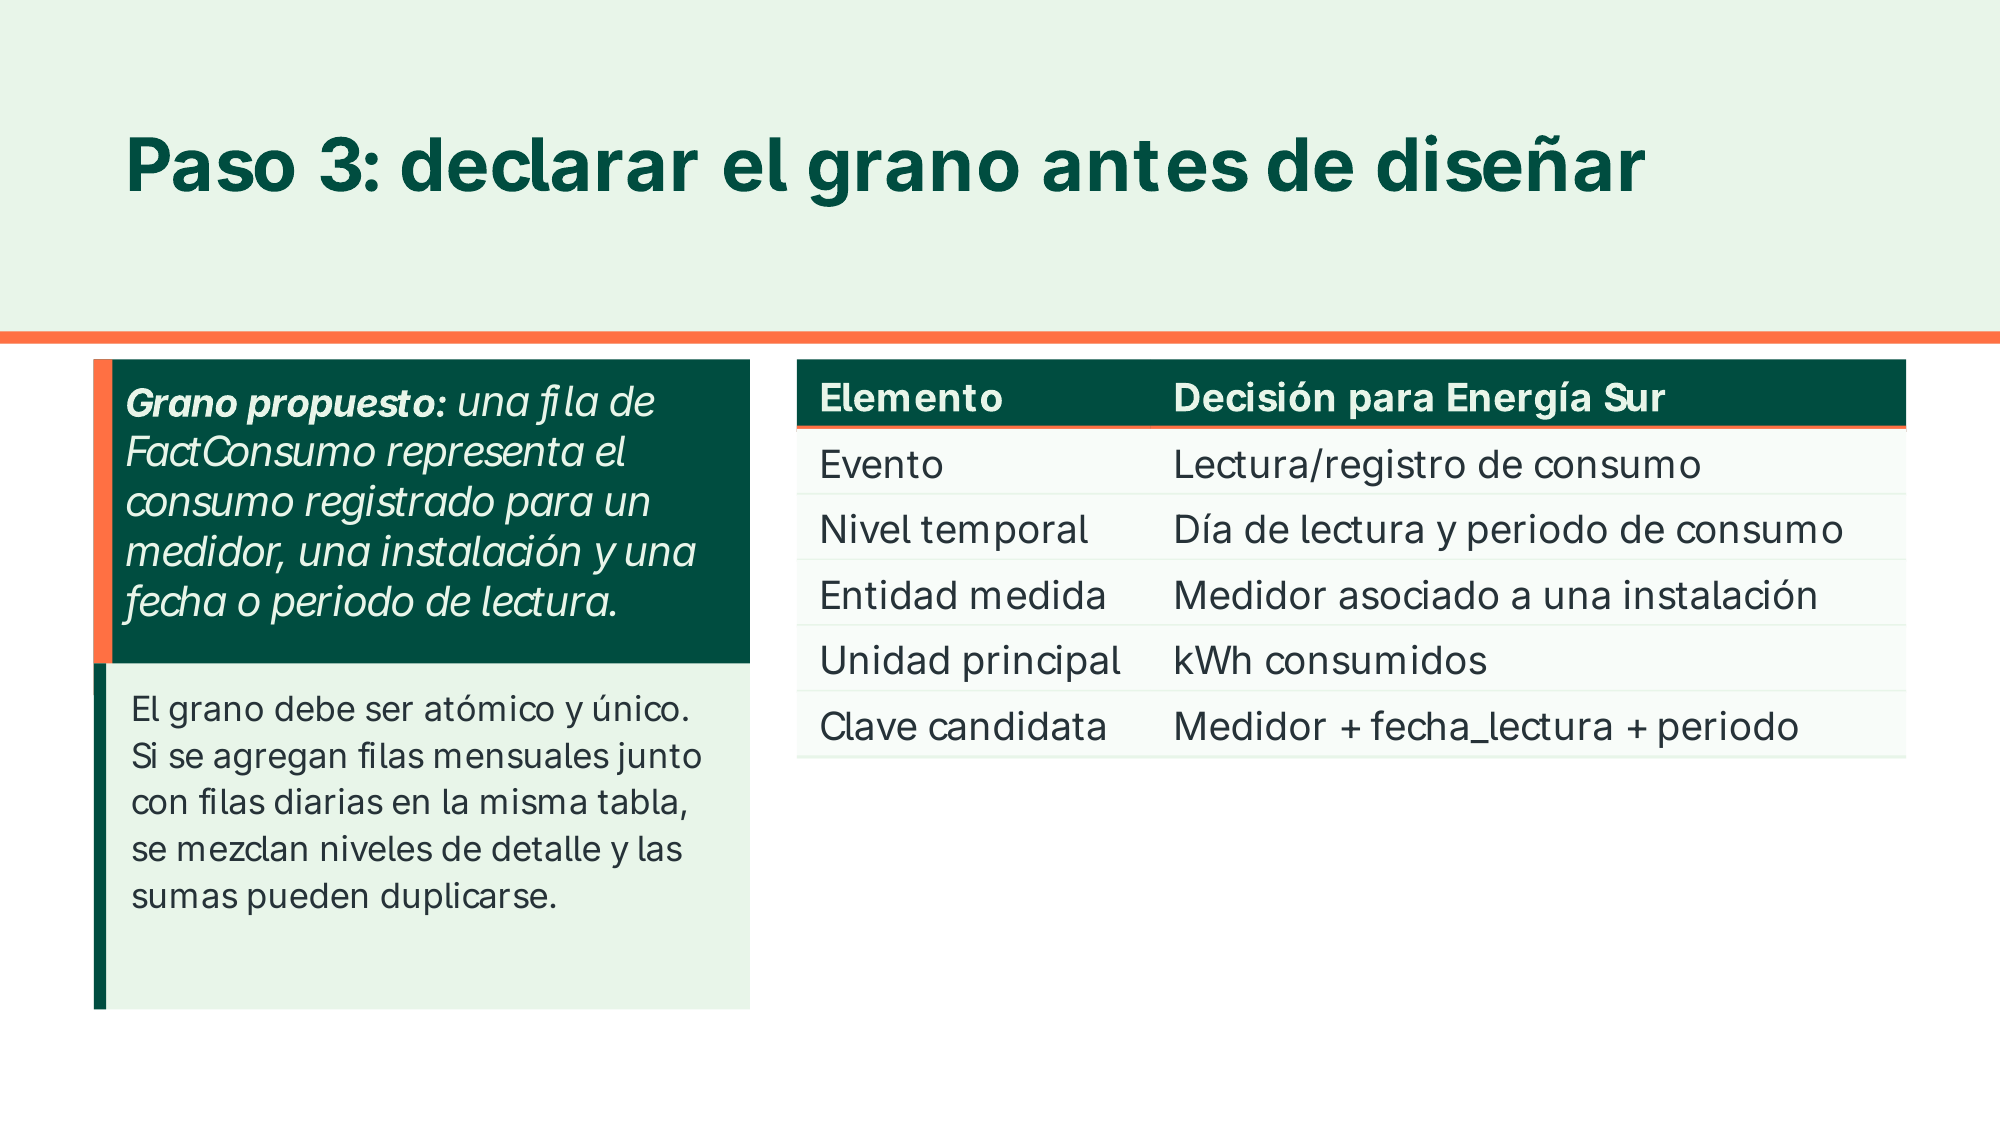 Paso 3: declarar el grano antes de diseñar
Grano propuesto: una fila de
FactConsumo representa el
consumo registrado para un
medidor, una instalación y una
fecha o periodo de lectura.
El grano debe ser atómico y único.
Si se agregan filas mensuales junto
con filas diarias en la misma tabla,
se mezclan niveles de detalle y las
sumas pueden duplicarse.
Elemento Decisión para Energía Sur
Evento Lectura/registro de consumo
Nivel temporal Día de lectura y periodo de consumo
Entidad medida Medidor asociado a una instalación
Unidad principal kWh consumidos
Clave candidata Medidor + fecha_lectura + periodo